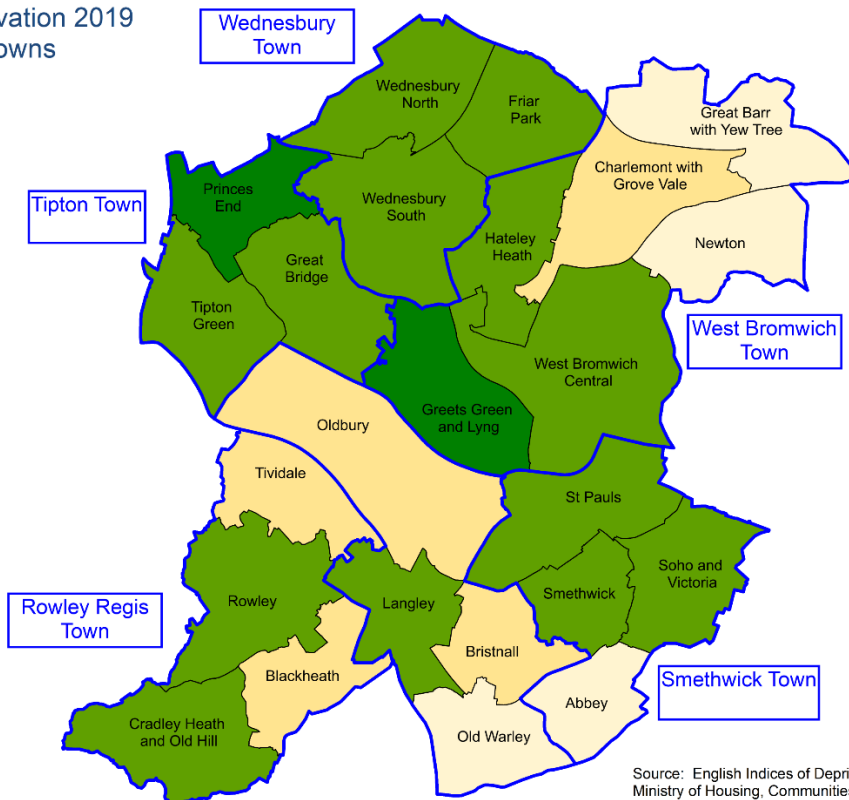 vation 2019
owns
Wednesbury
Town
Wednesbury
North
Friar
Park
Great Barr
with Yew Tree
Charlemont with
Grove Vale
Princes
End
Wednesbury
South
Tipton Town
Hateley
Heath
Newton
Great
Bridge
Tipton
Green
West Bromwich
Town
West Bromwich
Central
Greets Green
and Lyng
Oldbury
Tividale
St Pauls
Soho and
Victoria
Smethwick
Rowley
Langley
Rowley Regis
Town
Bristnall
Blackheath
Smethwick Town
Abbey
Cradley Heath
and Old Hill
Old Warley
Source: English Indices of Depri
Ministry of Housing, Communities